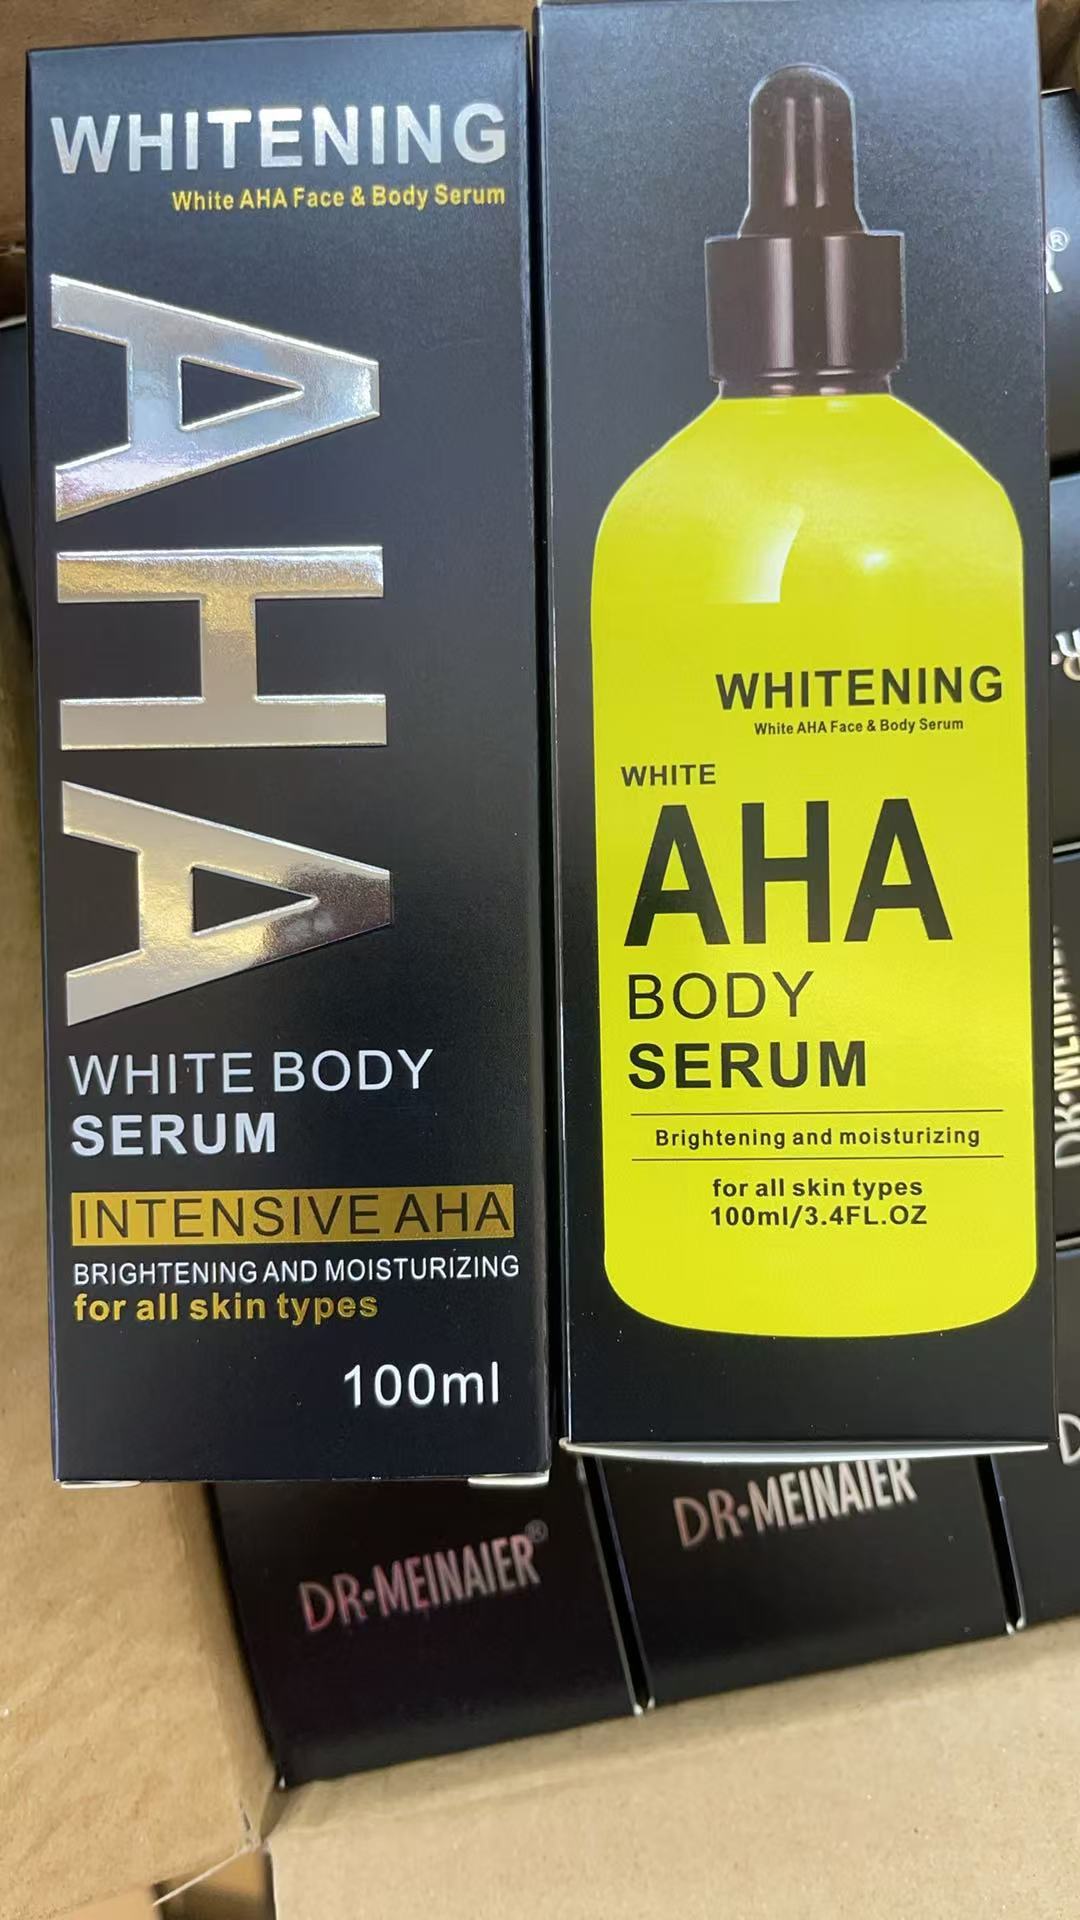 WHITENING
White AHA Face & Body Serum
AHA
WHITE BODY
SERUM
INTENSIVE AHA
BRIGHTENING AND MOISTURIZING
for all skin types
100ml
WHITENING
White AHA Face & Body Serum
WHITE
AHA
BODY
SERUM
Brightening and moisturizing
for all skin types
100ml/3.4FL.OZ
DR·MEINAIER®
DR·MEINAIER